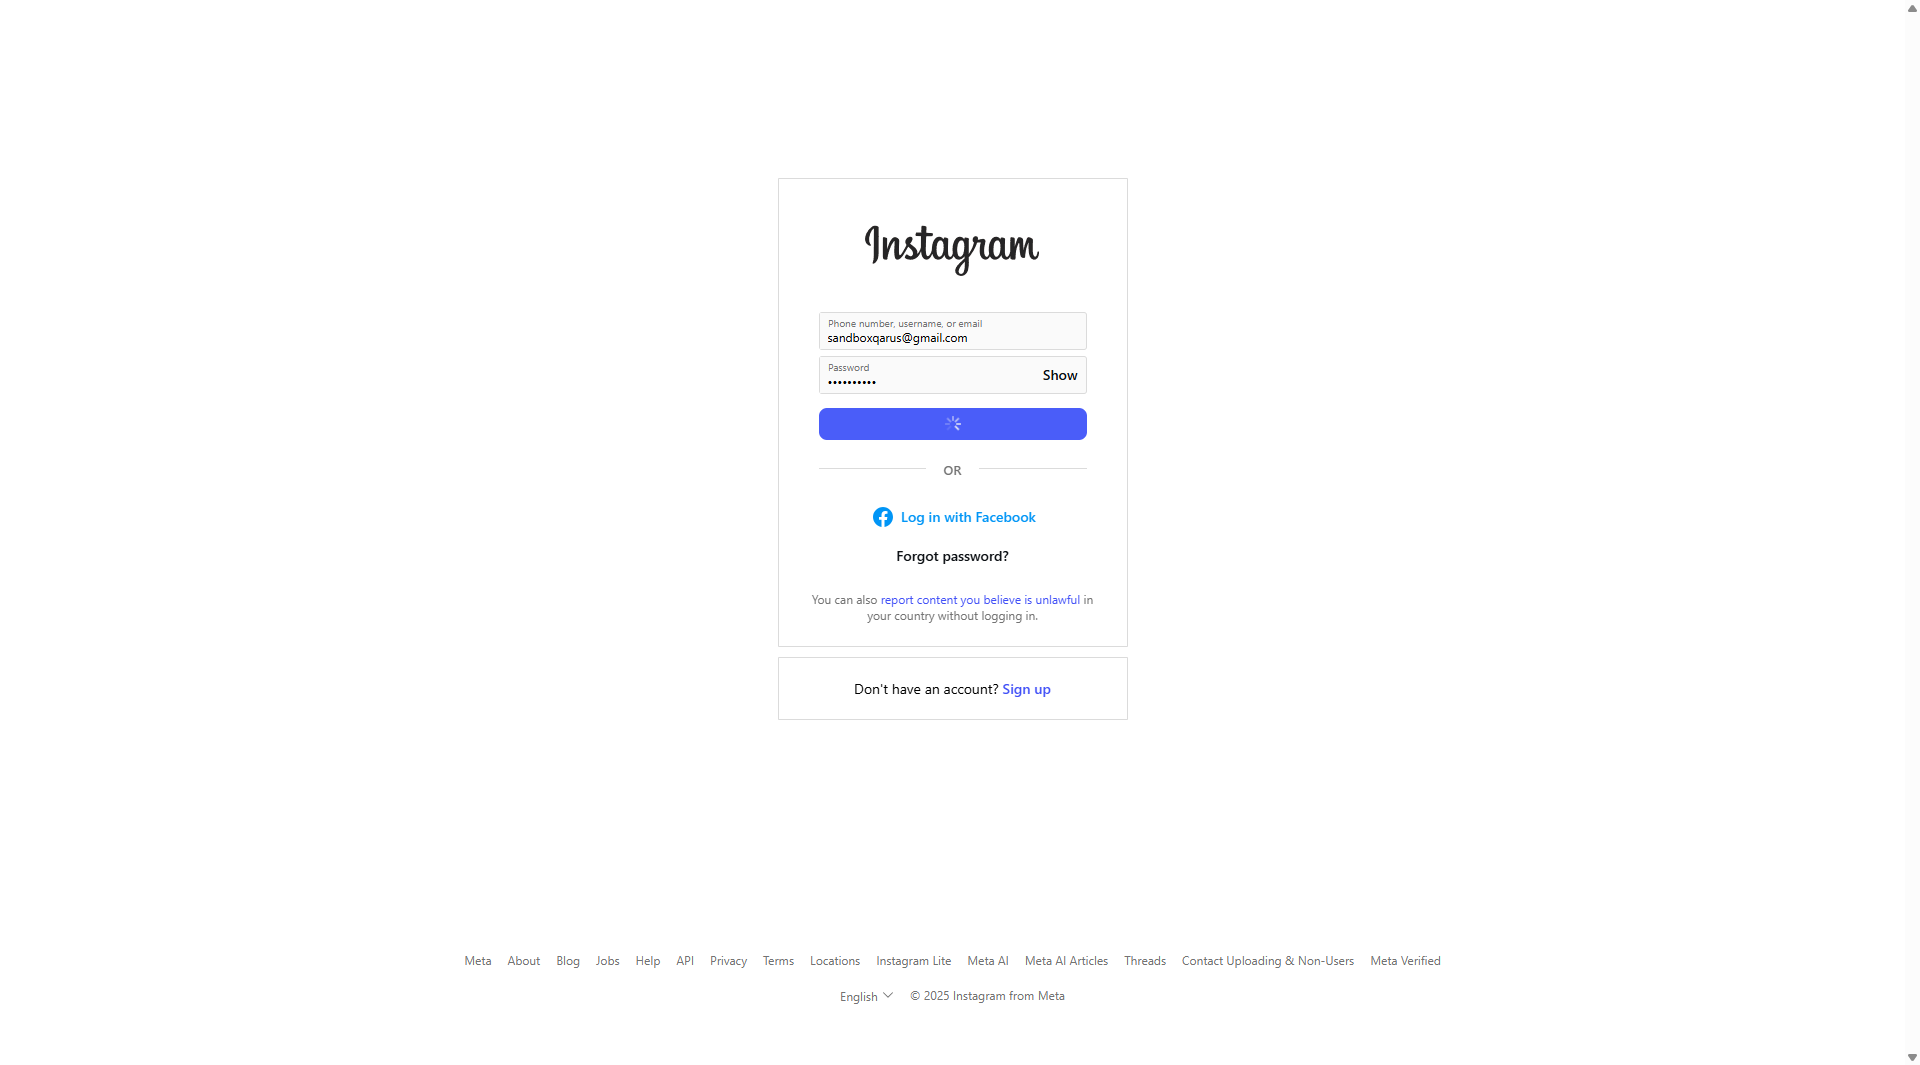 Instagram
Phone number, username, or email
sandboxqarus@gmail.com
Password
••••••••••
Show
OR
Log in with Facebook
Forgot password?
You can also report content you believe is unlawful in
your country without logging in.
Don't have an account? Sign up
Meta About Blog Jobs Help API Privacy Terms Locations Instagram Lite Meta AI Meta AI Articles Threads Contact Uploading & Non-Users Meta Verified
English © 2025 Instagram from Meta